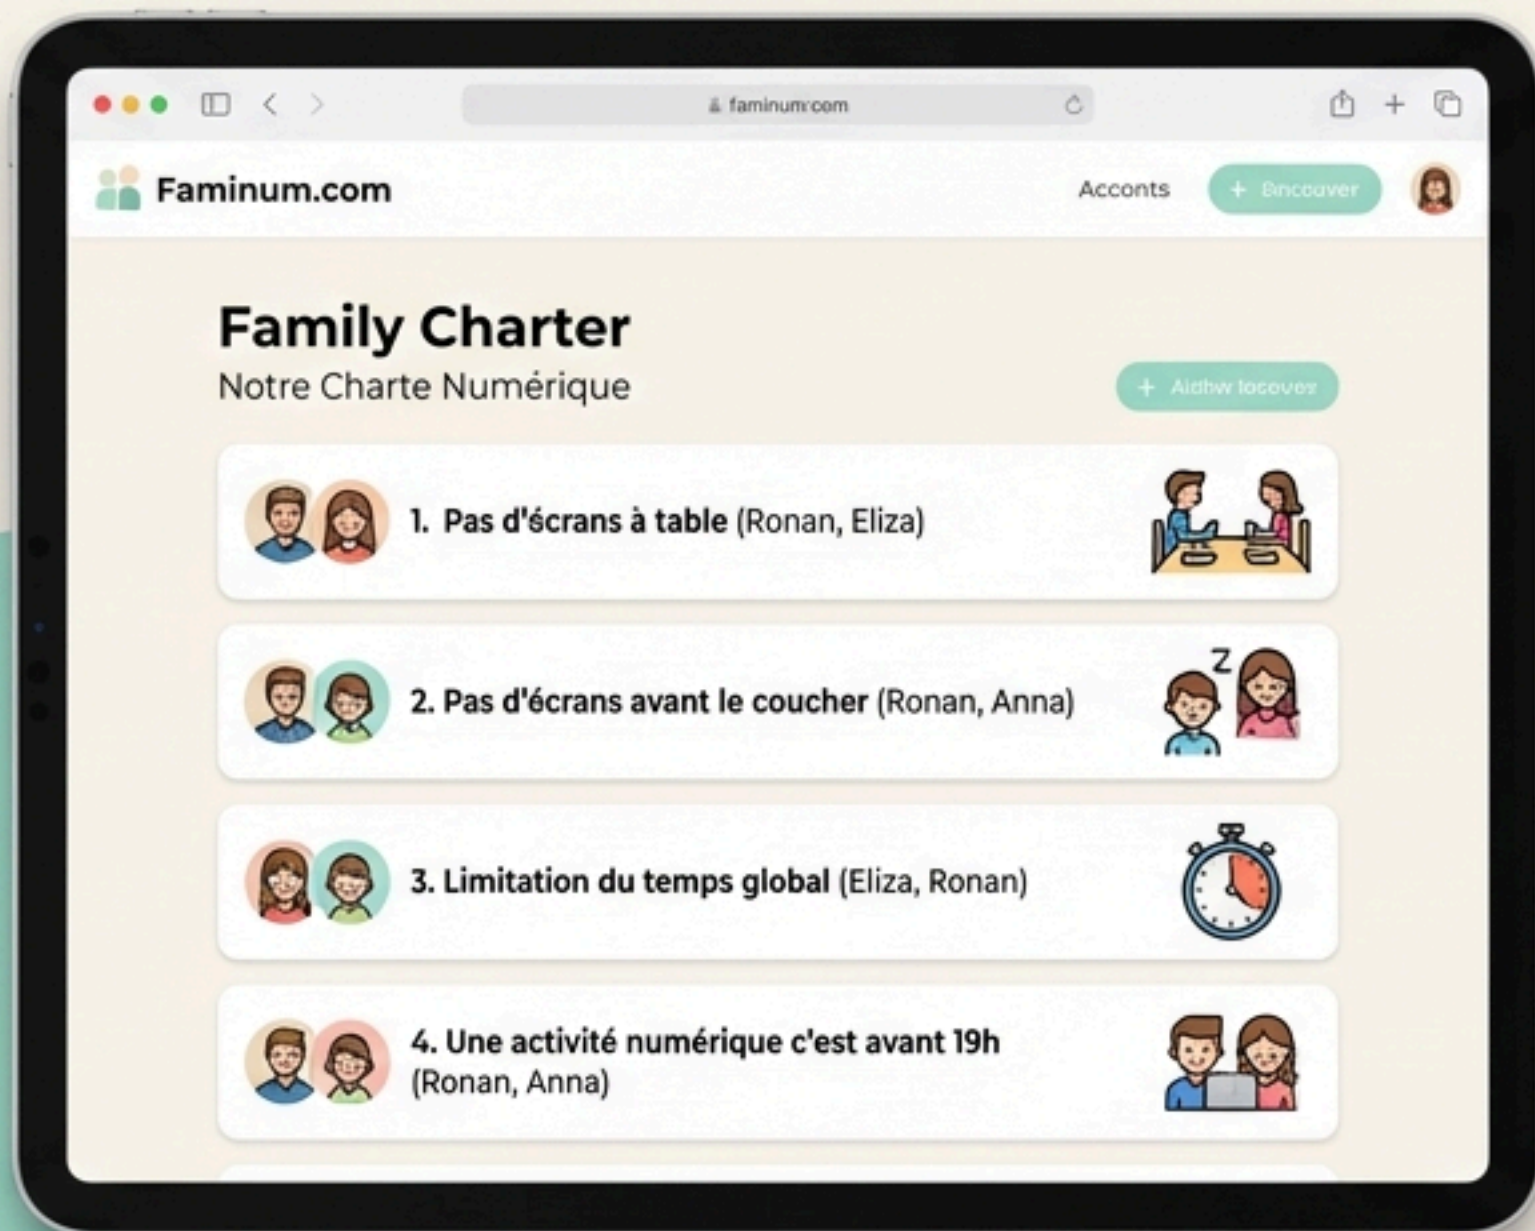 faminum.com
Faminum.com
Acconts
+
Family Charter
Notre Charte Numérique
+
1. Pas d'écrans à table (Ronan, Eliza)
Z
2. Pas d'écrans avant le coucher (Ronan, Anna)
3. Limitation du temps global (Eliza, Ronan)
4. Une activité numérique c'est avant 19h
(Ronan, Anna)